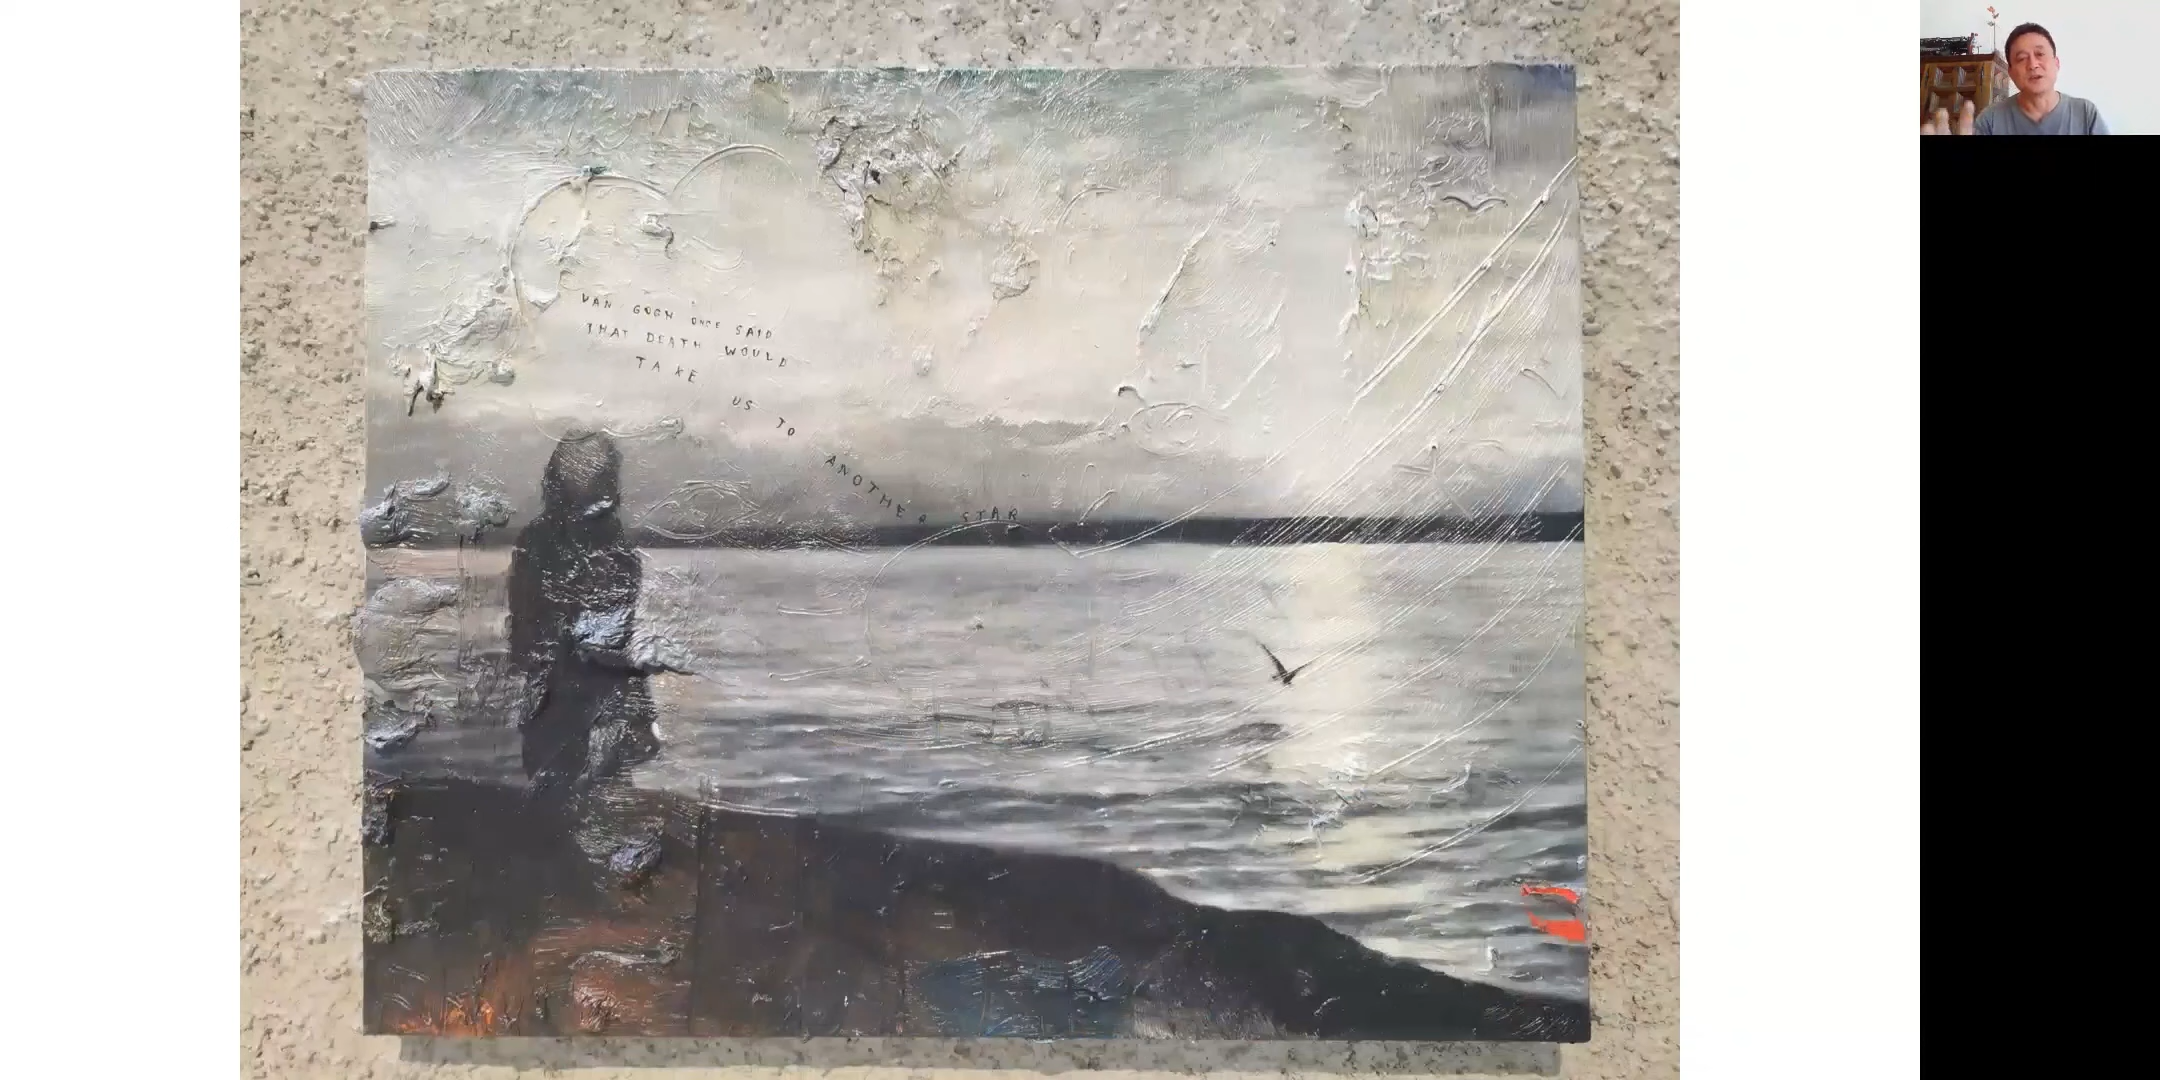 VAN GOGH ONCE SAID
THAT DEATH WOULD
TAKE
US TO
ANOTHER STAR